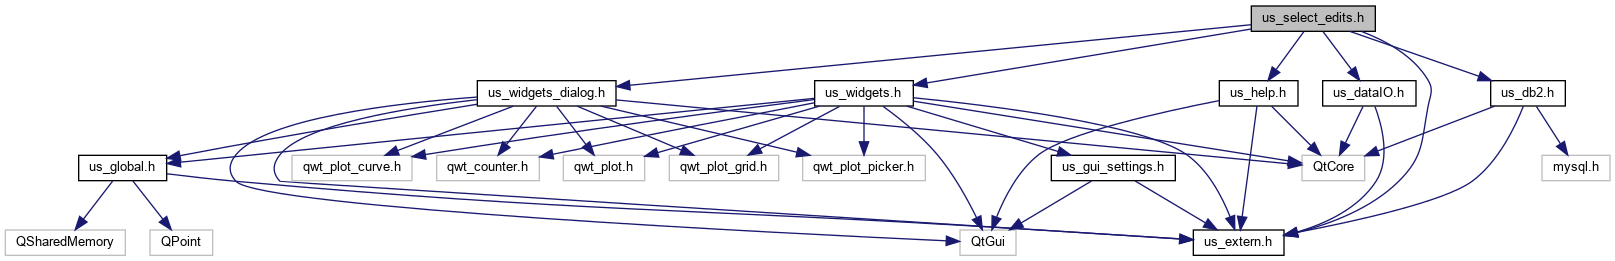 us_select_edits.h
us_widgets_dialog.h
us_widgets.h
us_help.h
us_dataIO.h
us_db2.h
us_global.h
qwt_plot_curve.h
qwt_counter.h
qwt_plot.h
qwt_plot_grid.h
qwt_plot_picker.h
us_gui_settings.h
QtCore
mysql.h
QSharedMemory
QPoint
QtGui
us_extern.h